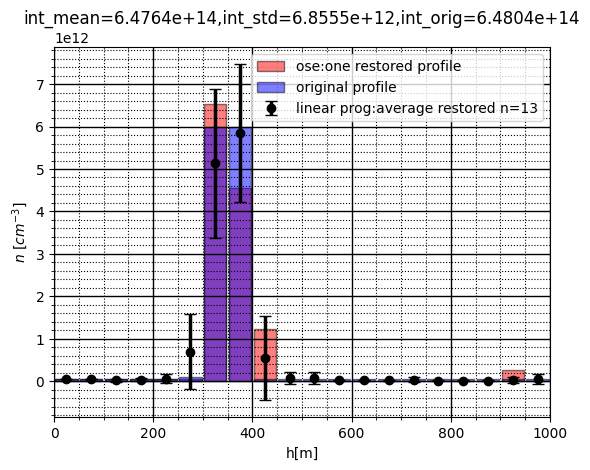 int_mean=6.4764e+14,int_std=6.8555e+12,int_orig=6.4804e+14
1e12
ose:one restored profile
original profile
linear prog:average restored n=13
7
6
5
4
3
2
1
0
n [cm⁻³]
0 200 400 600 800 1000
h[m]